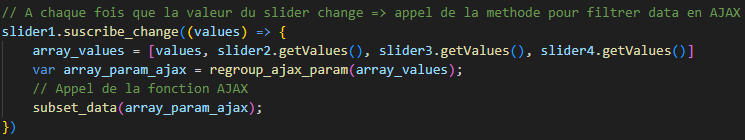 // A chaque fois que la valeur du slider change => appel de la methode pour filtrer data en AJAX
slider1.suscribe_change((values) => {
    array_values = [values, slider2.getValues(), slider3.getValues(), slider4.getValues()]
    var array_param_ajax = regroup_ajax_param(array_values);
    // Appel de la fonction AJAX
    subset_data(array_param_ajax);
})